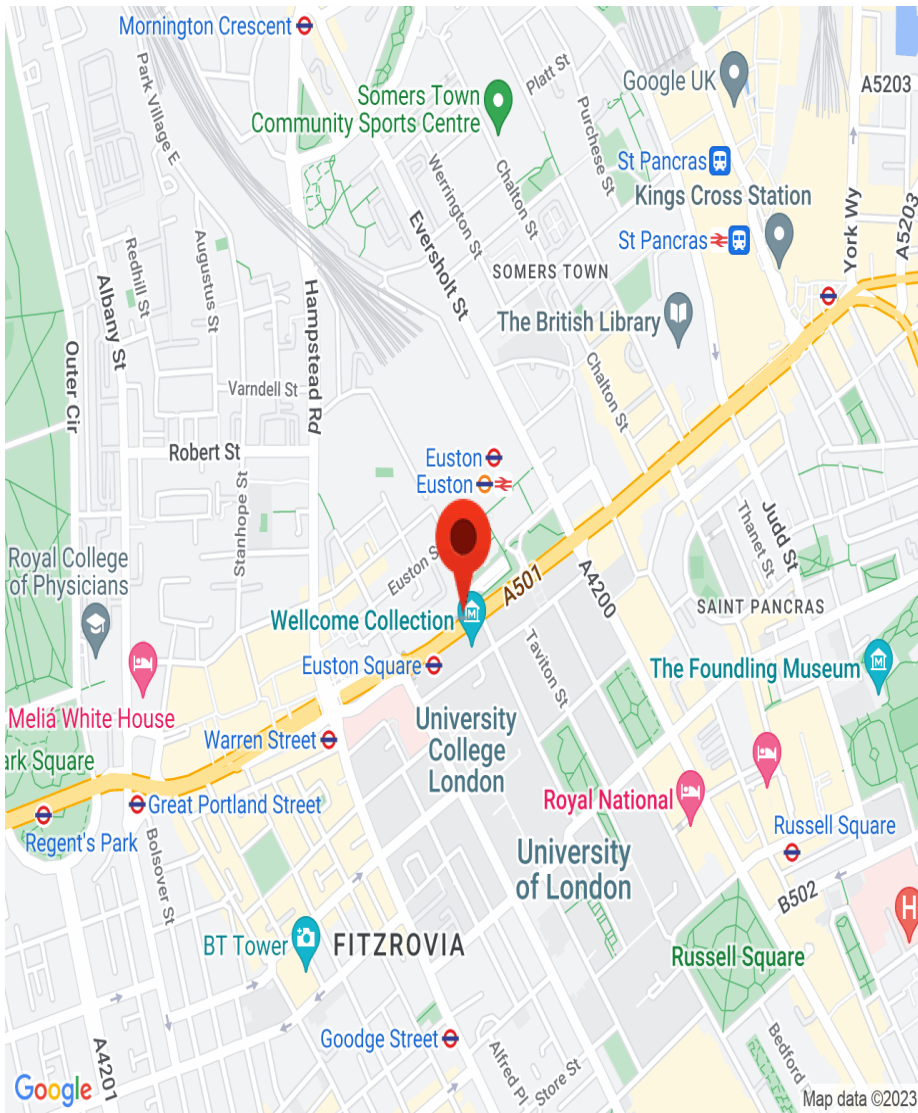 Mornington Crescent
Park Village E
Somers Town
Community Sports Centre
Platt St
Google UK
A5203
Purchese St
Werrington St
Chalton St
St Pancras
Kings Cross Station
York Wy
A5203
Augustus St
Redhill St
Albany St
Eversholt St
St Pancras
SOMERS TOWN
Hampstead Rd
The British Library
Outer Cir
Chalton St
Varndell St
Robert St
Euston
Euston
Stanhope St
Judd St
Thanet St
Royal College
of Physicians
Euston S
A501
A4200
Wellcome Collection
SAINT PANCRAS
Taviton St
Euston Square
The Foundling Museum
Meliá White House
University
College
London
Warren Street
ark Square
Royal National
Great Portland Street
Regent's Park
Bolsover St
Russell Square
University
of London
B502
H
BT Tower
FITZROVIA
Russell Square
Goodge Street
A4201
Alfred Pl
Store St
Bedford
Google
Map data ©2023